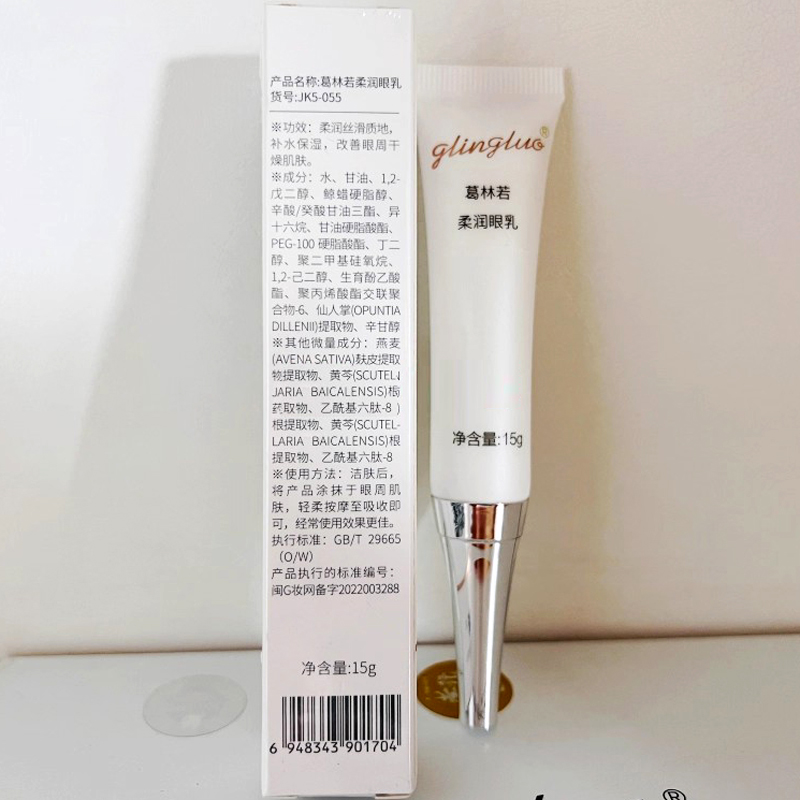 产品名称:葛林若柔润眼乳
货号:JK5-055
※功效：柔润丝滑质地，
补水保湿，改善眼周干
燥肌肤。
※成分：水、甘油、1,2-
戊二醇、鲸蜡硬脂醇、
辛酸/癸酸甘油三酯、异
十六烷、甘油硬脂酸酯、
PEG-100 硬脂酸酯、丁二
醇、聚二甲基硅氧烷、
1,2-己二醇、生育酚乙酸
酯、聚丙烯酸酯交联聚
合物-6、仙人掌(OPUNTIA
DILLENII)提取物、辛甘醇
※其他微量成分：燕麦
(AVENA SATIVA)麸皮提取
物提取物、黄芩(SCUTEL
JARIA BAICALENSIS)根
药取物、乙酰基六肽-8 )
根提取物、黄芩(SCUTEL-
LARIA BAICALENSIS)根
提取物、乙酰基六肽-8
※使用方法：洁肤后，
将产品涂抹于眼周肌
肤，轻柔按摩至吸收即
可，经常使用效果更佳。
执行标准：GB/T 29665
（O/W）
产品执行的标准编号：
闽G妆网备字2022003288
净含量:15g
6 948343 901704
glingluo®
葛林若
柔润眼乳
净含量:15g